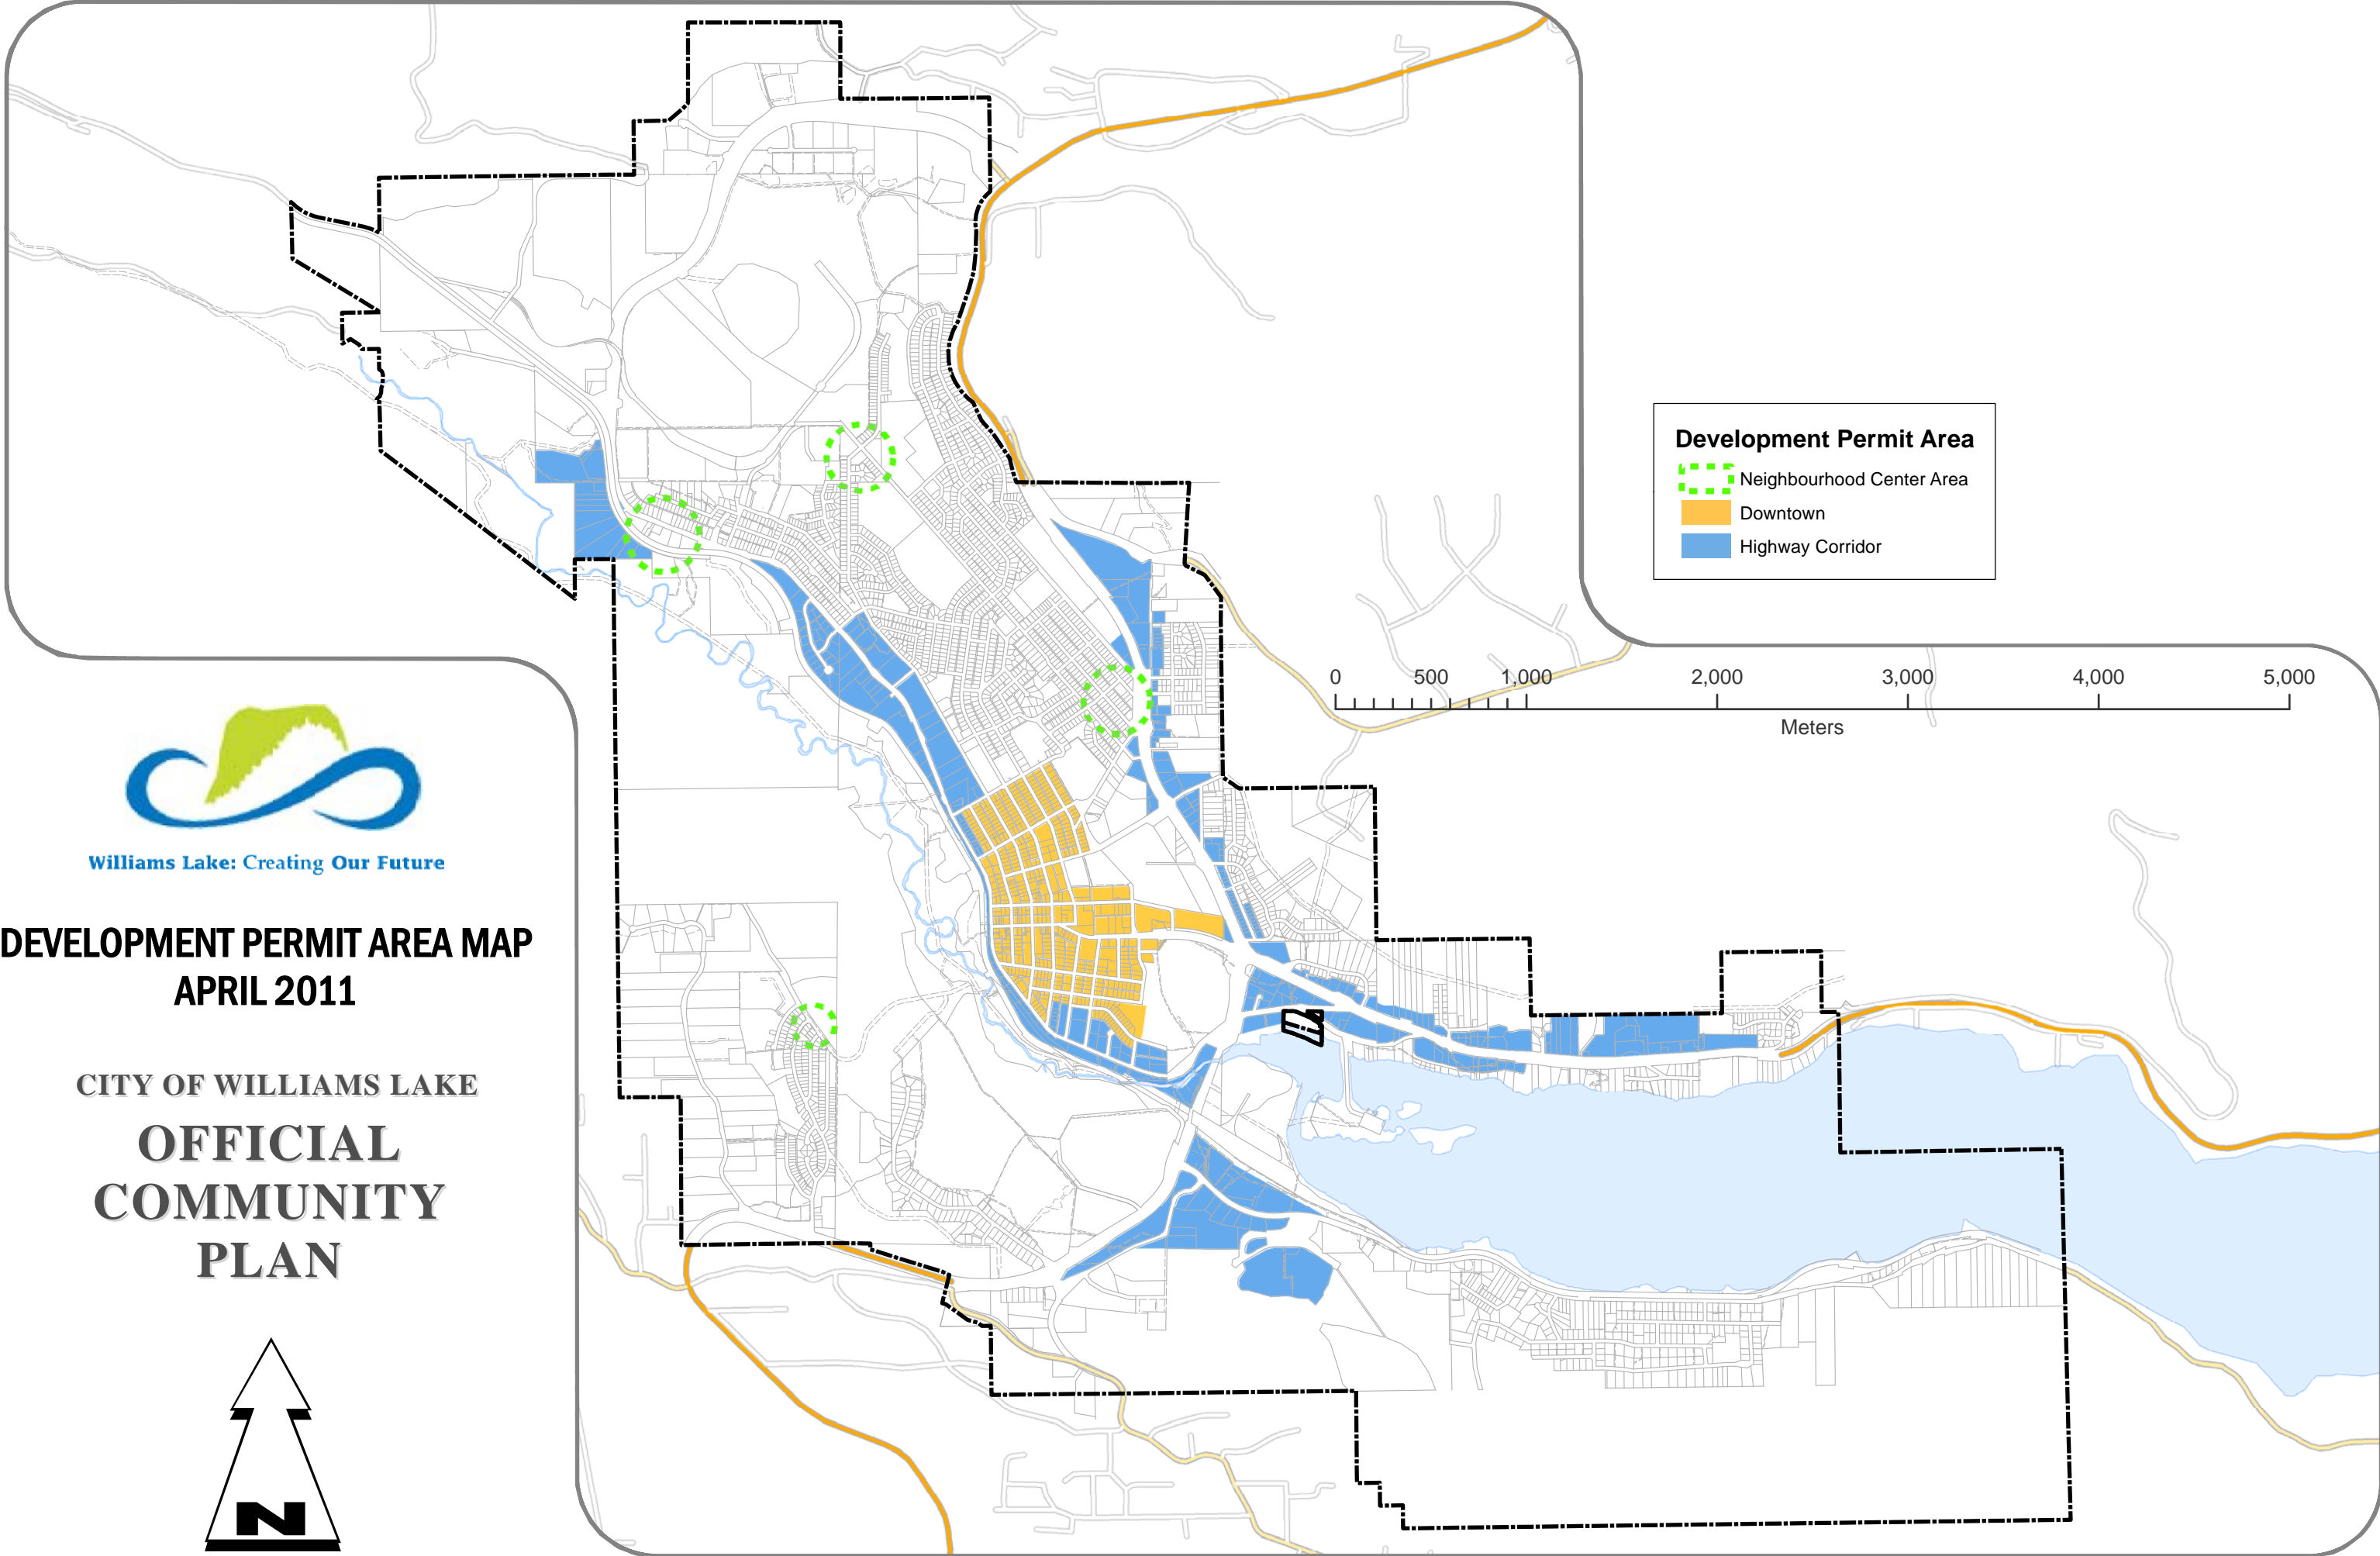 Development Permit Area
Neighbourhood Center Area
Downtown
Highway Corridor
0 500 1,000 2,000 3,000 4,000 5,000
Meters
Williams Lake: Creating Our Future
DEVELOPMENT PERMIT AREA MAP
APRIL 2011
CITY OF WILLIAMS LAKE
OFFICIAL
COMMUNITY
PLAN
N